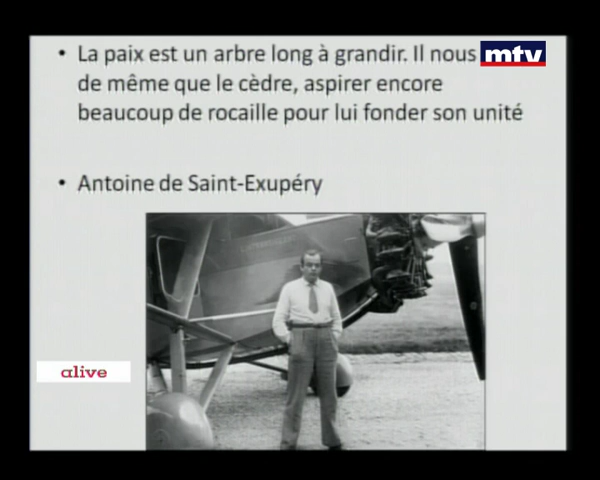 • La paix est un arbre long à grandir. Il nous
mtv
de même que le cèdre, aspirer encore
beaucoup de rocaille pour lui fonder son unité
• Antoine de Saint-Exupéry
alive